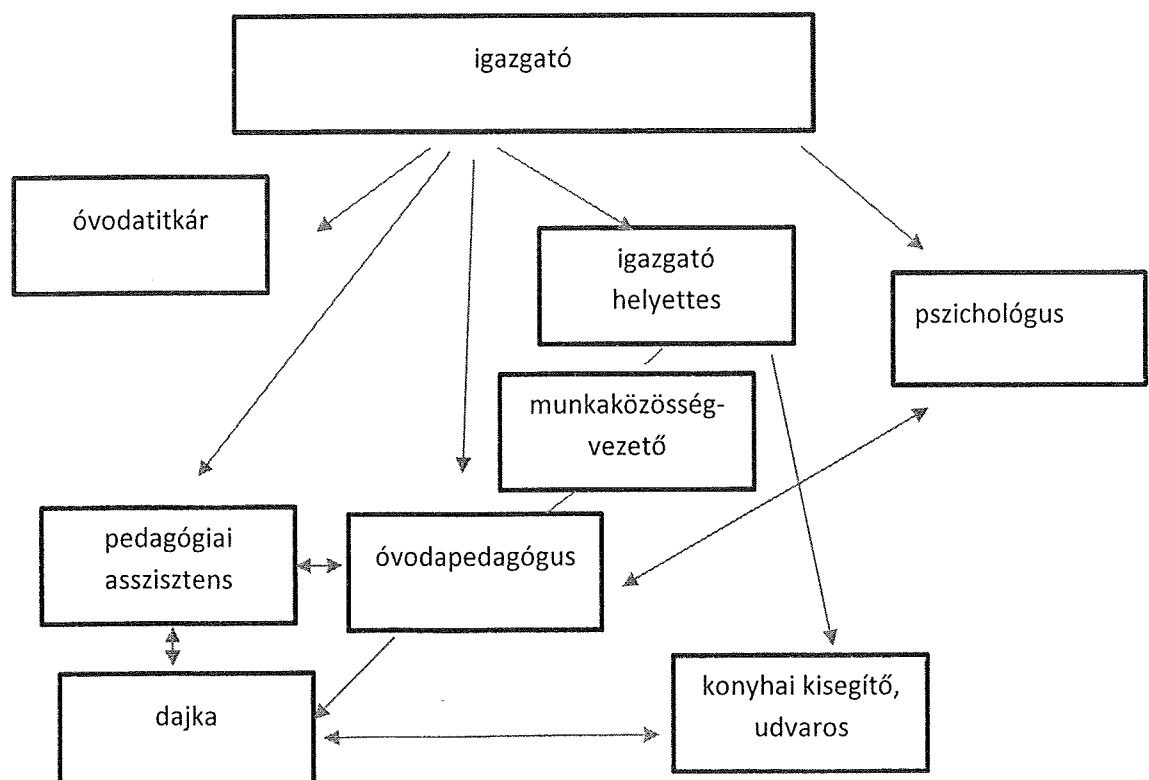 igazgató
óvodatitkár
igazgató
helyettes
pszichológus
munkaközösség-
vezető
pedagógiai
asszisztens
óvodapedagógus
dajka
konyhai kisegítő,
udvaros